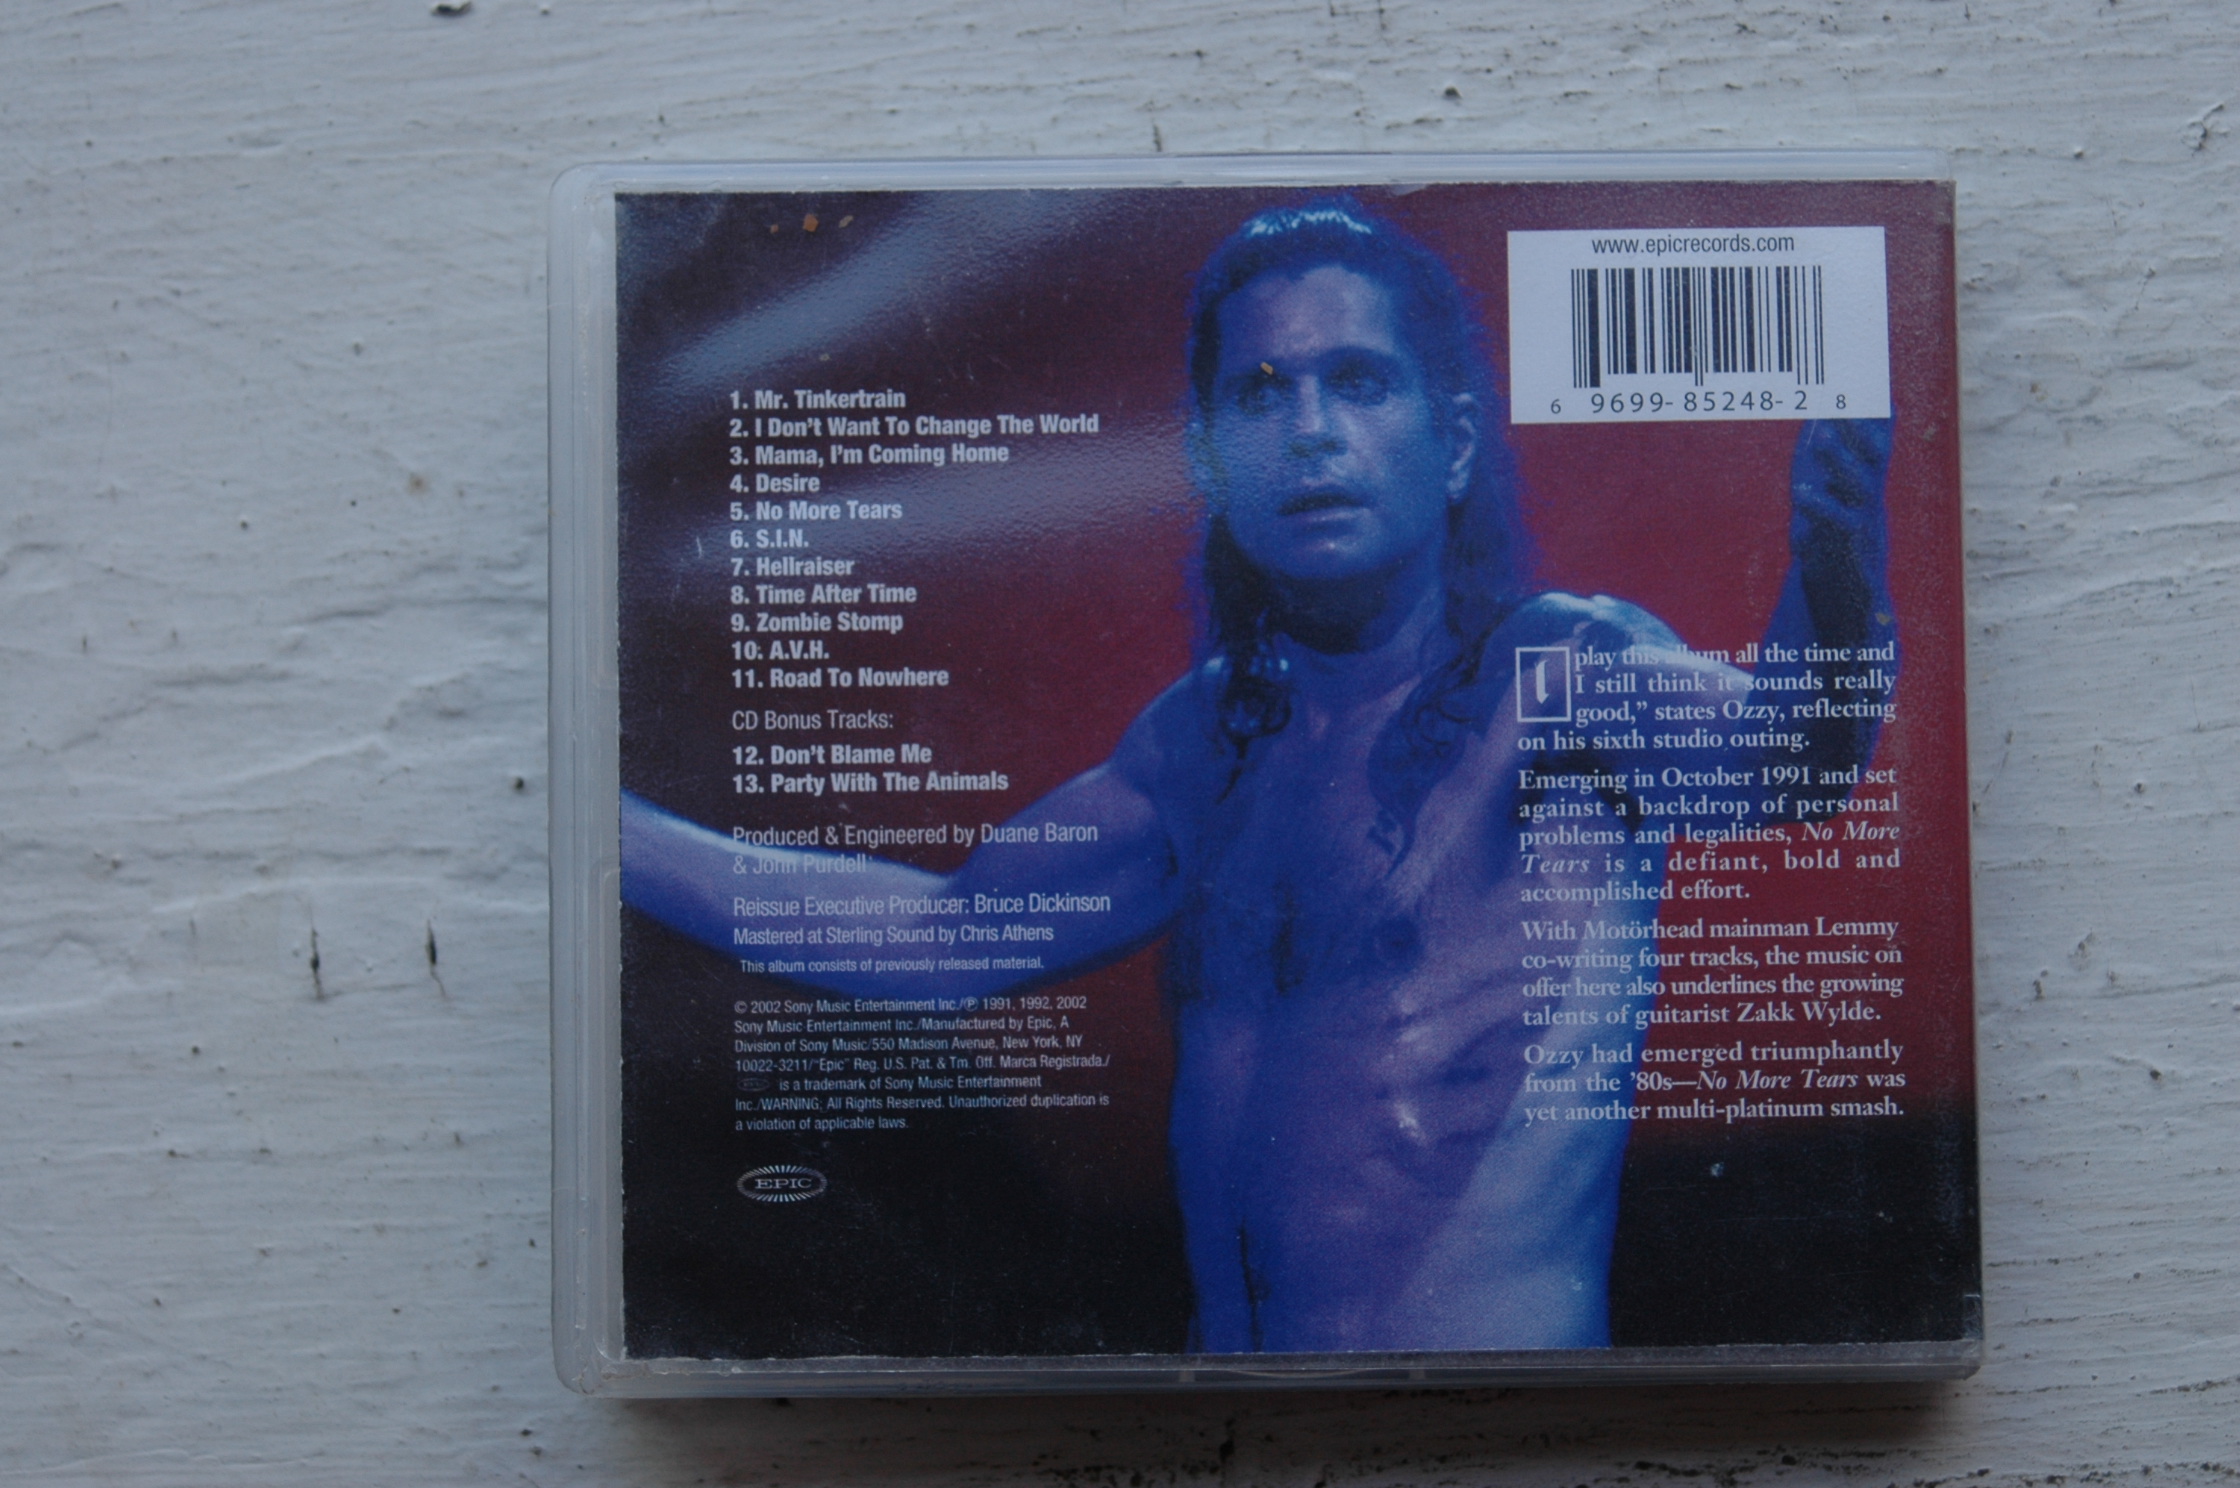 www.epicrecords.com
6 9699-85248-2 8
1. Mr. Tinkertrain
2. I Don't Want To Change The World
3. Mama, I'm Coming Home
4. Desire
5. No More Tears
6. S.I.N.
7. Hellraiser
8. Time After Time
9. Zombie Stomp
10. A.V.H.
11. Road To Nowhere
CD Bonus Tracks:
12. Don't Blame Me
13. Party With The Animals
Produced & Engineered by Duane Baron
& John Purdell
Reissue Executive Producer: Bruce Dickinson
Mastered at Sterling Sound by Chris Athens
This album consists of previously released material.
© 2002 Sony Music Entertainment Inc./℗ 1991, 1992, 2002
Sony Music Entertainment Inc./Manufactured by Epic, A
Division of Sony Music/550 Madison Avenue, New York, NY
10022-3211/"Epic" Reg. U.S. Pat. & Tm. Off. Marca Registrada./
is a trademark of Sony Music Entertainment
Inc./WARNING: All Rights Reserved. Unauthorized duplication is
a violation of applicable laws.
EPIC
I play this album all the time and
I still think it sounds really
good," states Ozzy, reflecting
on his sixth studio outing.
Emerging in October 1991 and set
against a backdrop of personal
problems and legalities, No More
Tears is a defiant, bold and
accomplished effort.
With Motörhead mainman Lemmy
co-writing four tracks, the music on
offer here also underlines the growing
talents of guitarist Zakk Wylde.
Ozzy had emerged triumphantly
from the '80s—No More Tears was
yet another multi-platinum smash.